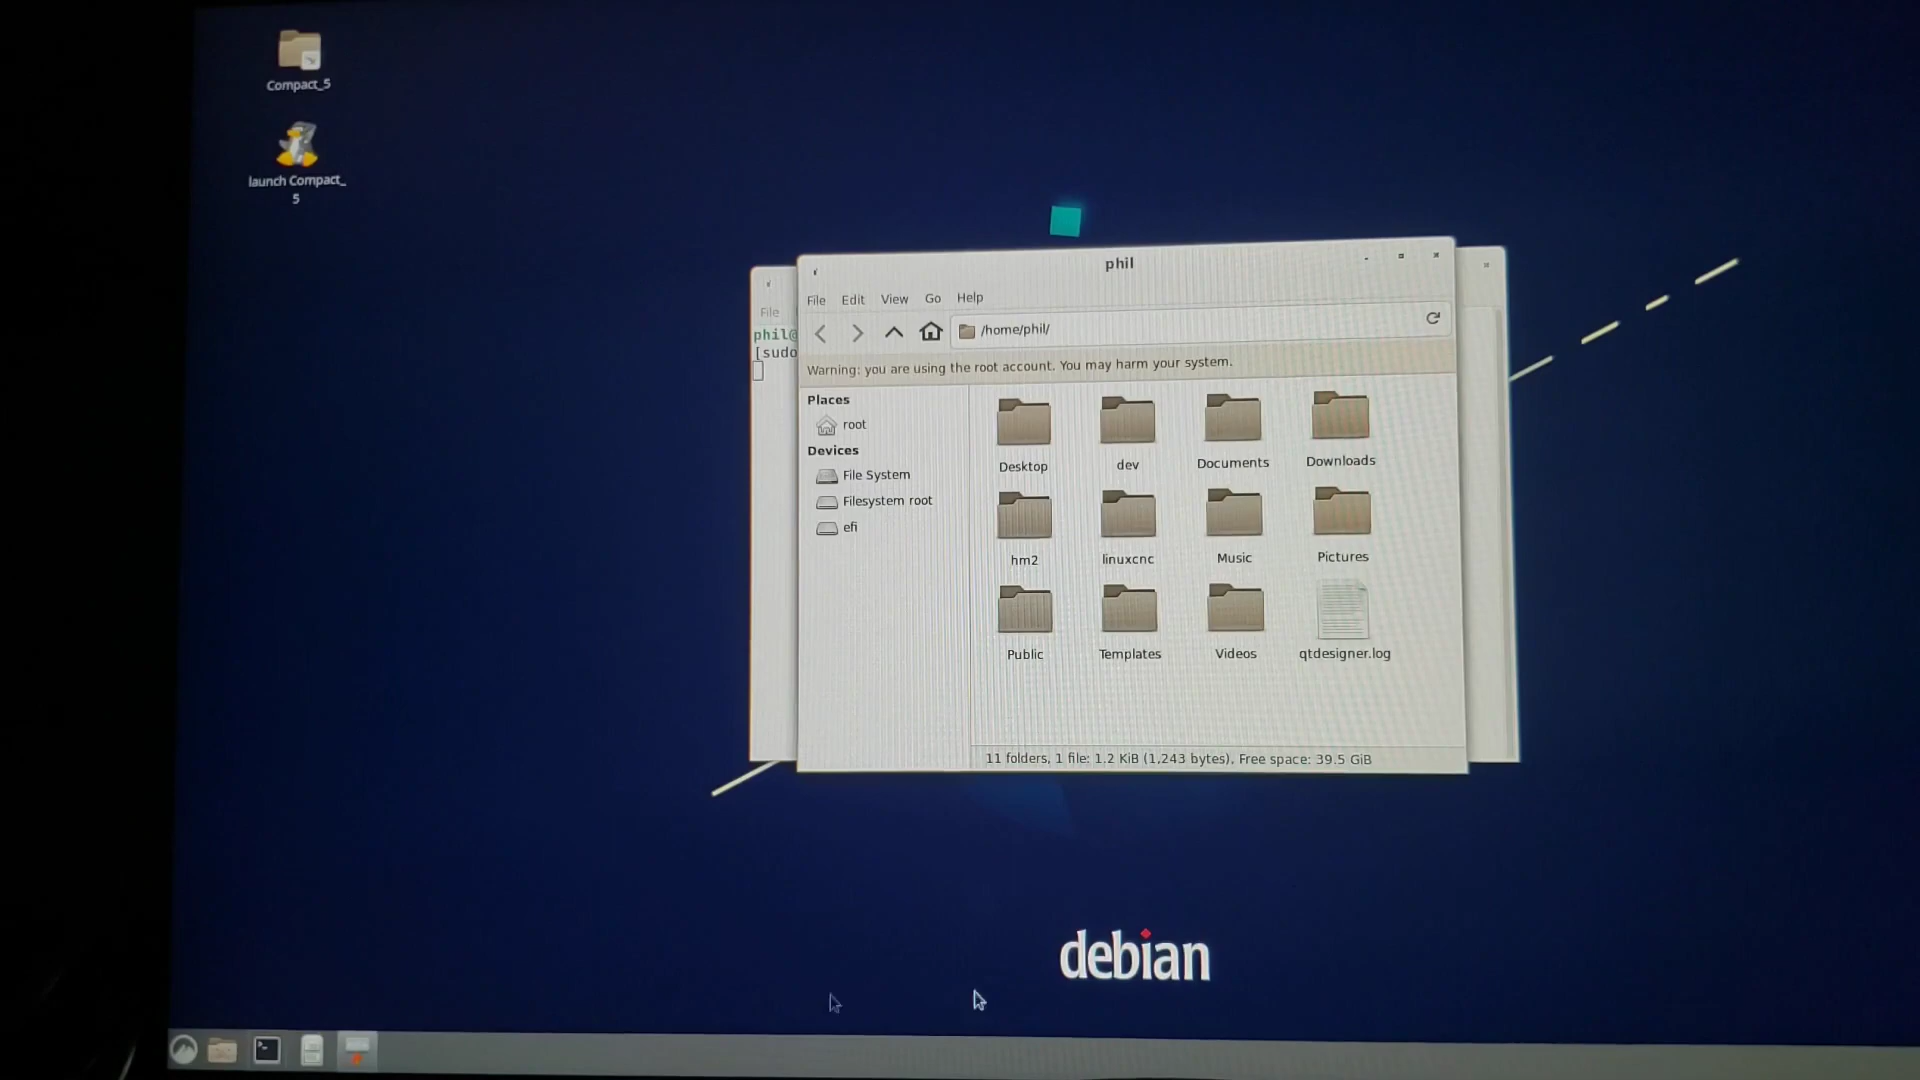 Compact_5
launch Compact_
5
phil
File Edit View Go Help
File
/home/phil/
phil@
[sudo
Warning: you are using the root account. You may harm your system.
Places
root
Devices
File System
Filesystem root
efi
Desktop dev Documents Downloads
hm2 linuxcnc Music Pictures
Public Templates Videos qtdesigner.log
11 folders, 1 file: 1.2 KiB (1,243 bytes), Free space: 39.5 GiB
debian